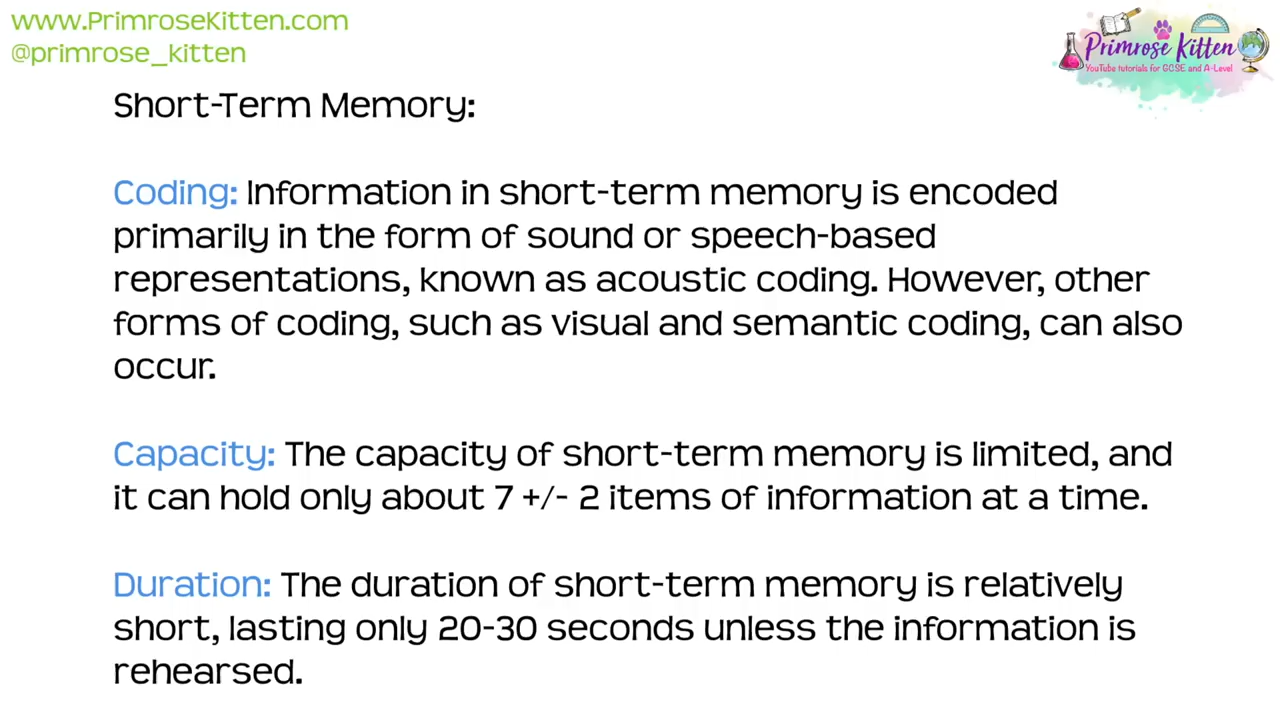 www.PrimroseKitten.com
@primrose_kitten
Primrose Kitten
YouTube tutorials for GCSE and A-Level
Short-Term Memory:
Coding: Information in short-term memory is encoded
primarily in the form of sound or speech-based
representations, known as acoustic coding. However, other
forms of coding, such as visual and semantic coding, can also
occur.
Capacity: The capacity of short-term memory is limited, and
it can hold only about 7 +/- 2 items of information at a time.
Duration: The duration of short-term memory is relatively
short, lasting only 20-30 seconds unless the information is
rehearsed.